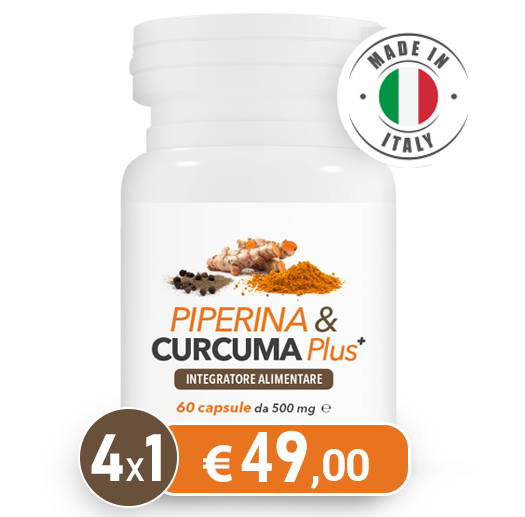 MADE IN
ITALY
PIPERINA &
CURCUMA Plus+
INTEGRATORE ALIMENTARE
60 capsule da 500 mg ℮
4x1
€ 49,00